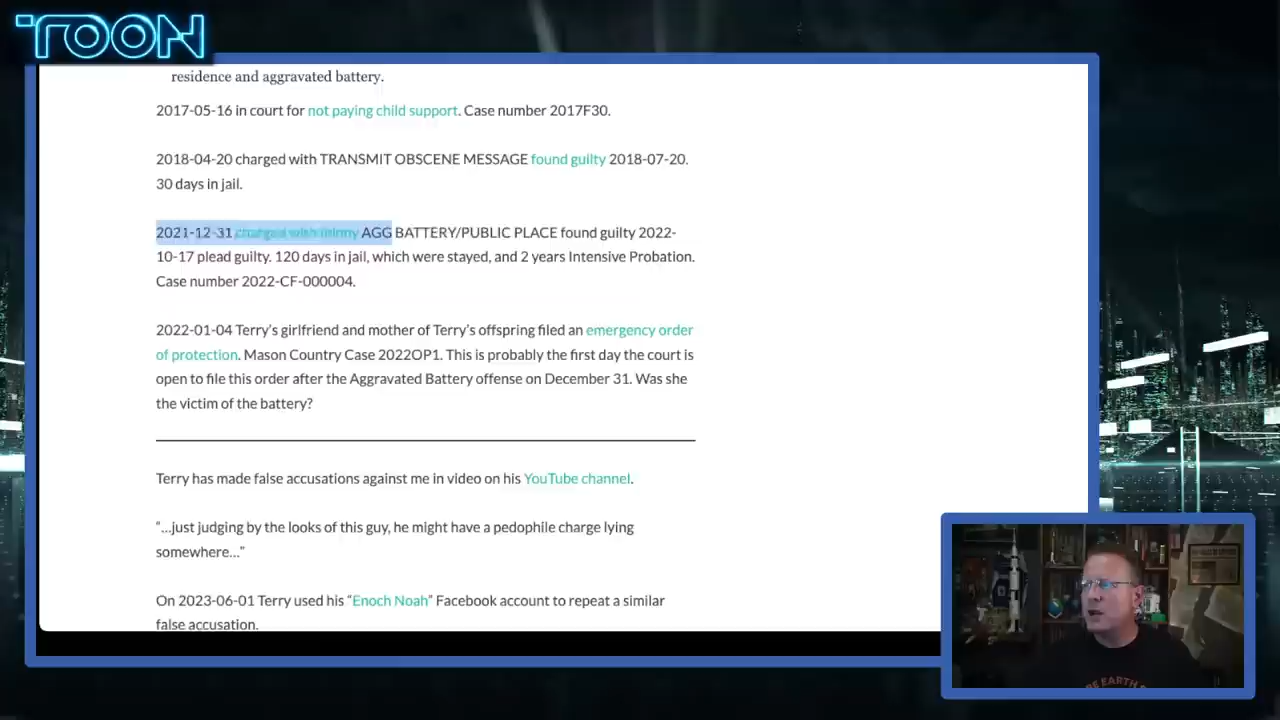 TOON
residence and aggravated battery.
2017-05-16 in court for not paying child support. Case number 2017F30.
2018-04-20 charged with TRANSMIT OBSCENE MESSAGE found guilty 2018-07-20.
30 days in jail.
2021-12-31 charged with felony AGG BATTERY/PUBLIC PLACE found guilty 2022-
10-17 plead guilty. 120 days in jail, which were stayed, and 2 years Intensive Probation.
Case number 2022-CF-000004.
2022-01-04 Terry's girlfriend and mother of Terry's offspring filed an emergency order
of protection. Mason Country Case 2022OP1. This is probably the first day the court is
open to file this order after the Aggravated Battery offense on December 31. Was she
the victim of the battery?
Terry has made false accusations against me in video on his YouTube channel.
"...just judging by the looks of this guy, he might have a pedophile charge lying
somewhere..."
On 2023-06-01 Terry used his "Enoch Noah" Facebook account to repeat a similar
false accusation.
EARTH